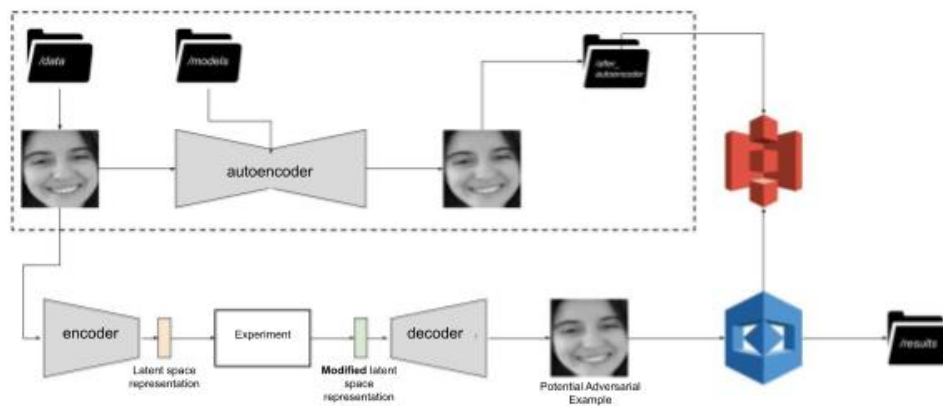 /data
/models
/after_
autoencoder
autoencoder
encoder
Experiment
decoder
/results
Latent space
representation
Modified latent
space
representation
Potential Adversarial
Example